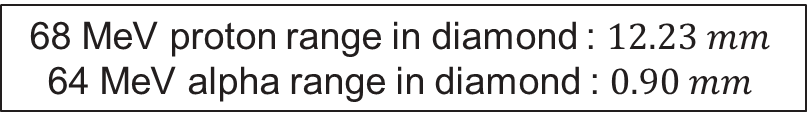 68 MeV proton range in diamond : 12.23 mm
64 MeV alpha range in diamond : 0.90 mm